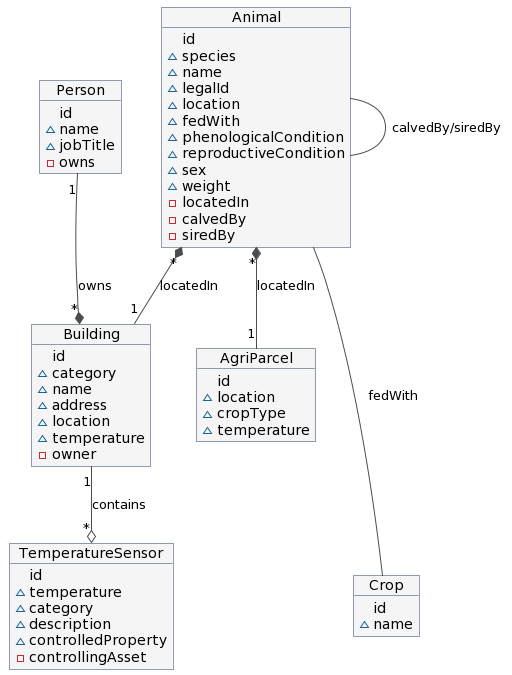 Animal
id
species
name
legalId
location
fedWith
phenologicalCondition
reproductiveCondition
sex
weight
locatedIn
calvedBy
siredBy
calvedBy/siredBy
Person
id
name
jobTitle
owns
1
owns
*
*
locatedIn
1
*
locatedIn
1
fedWith
Building
id
category
name
address
location
temperature
owner
AgriParcel
id
location
cropType
temperature
1
contains
*
TemperatureSensor
id
temperature
category
description
controlledProperty
controllingAsset
Crop
id
name